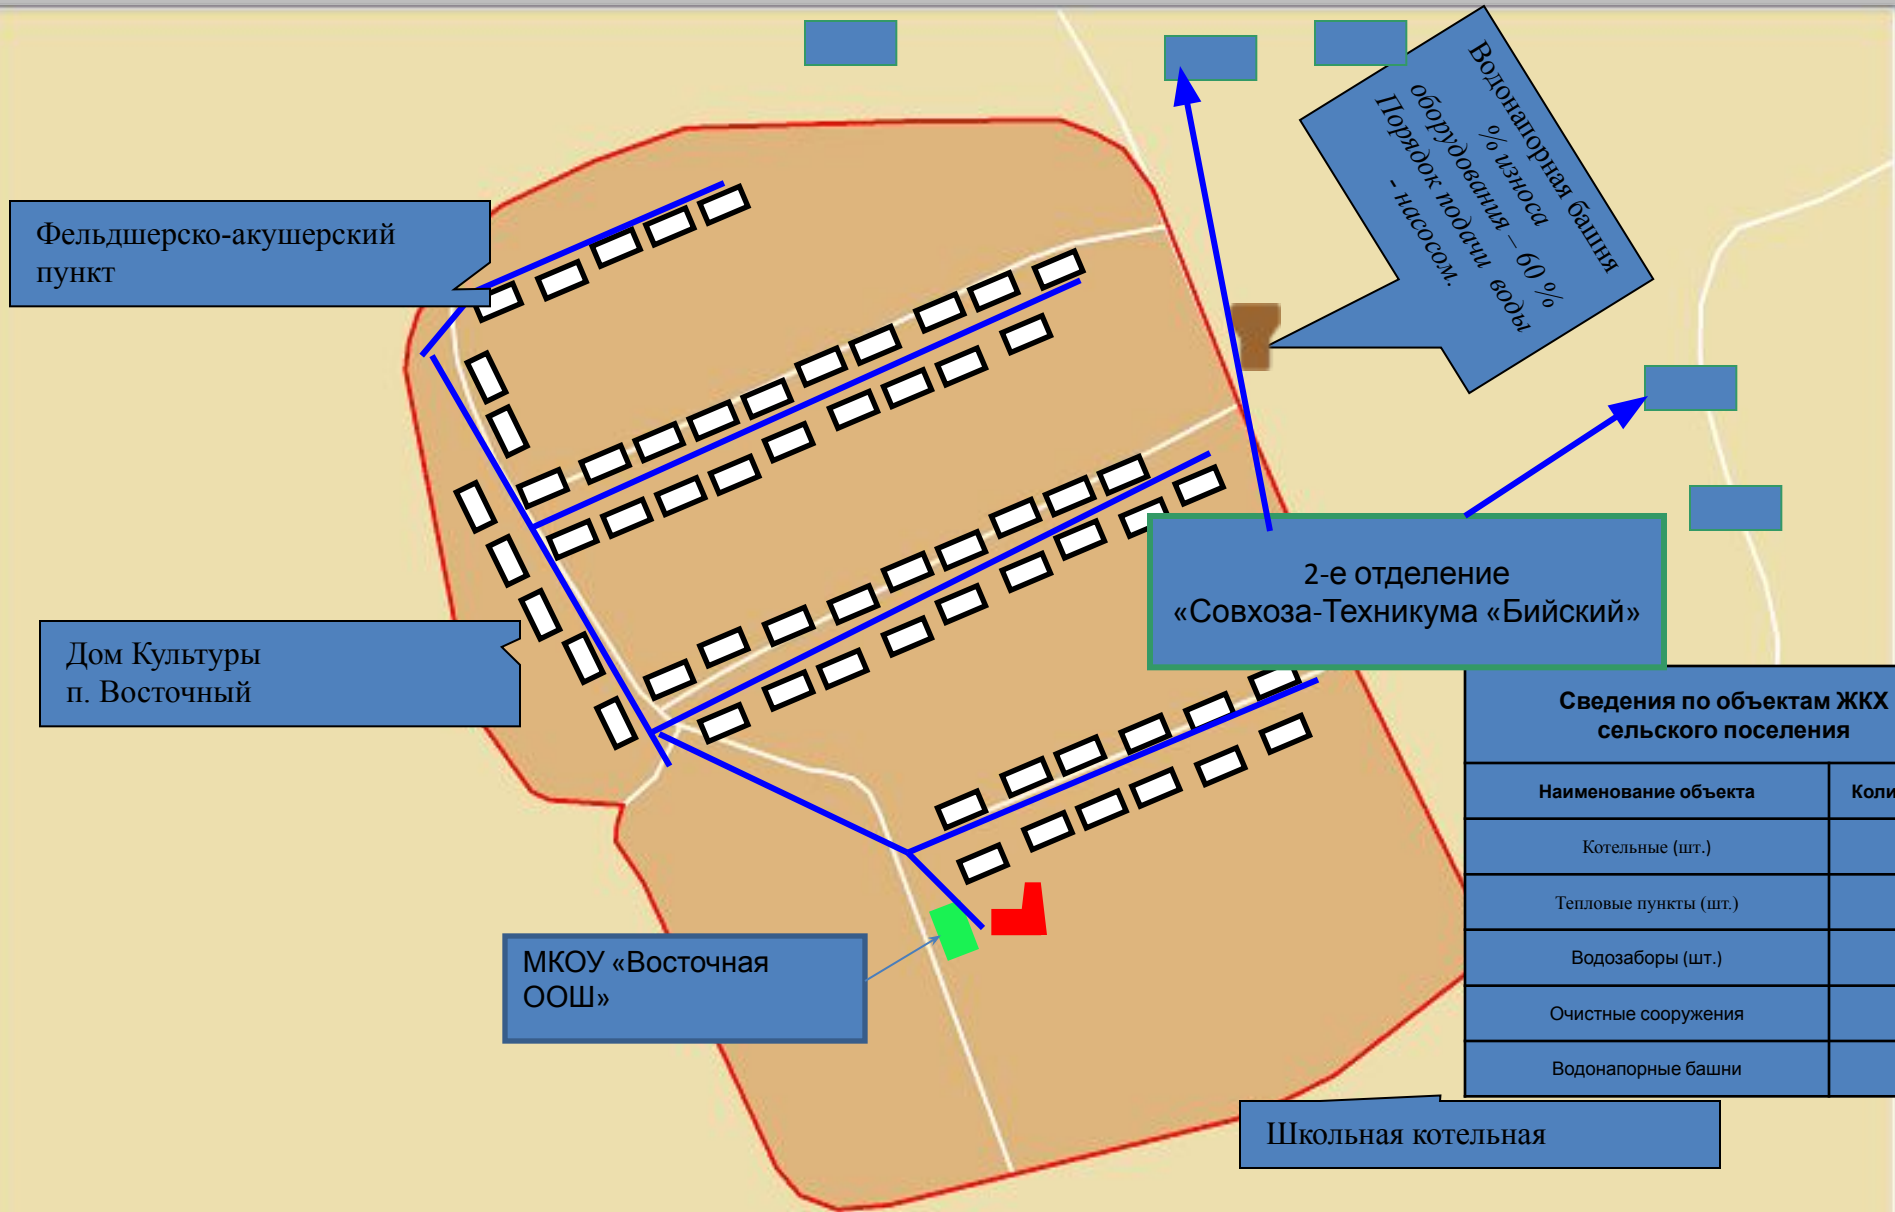 Водонапорная башня
% износа
оборудования – 60 %
Порядок подачи воды
- насосом.
Фельдшерско-акушерский
пункт
2-е отделение
«Совхоза-Техникума «Бийский»
Дом Культуры
п. Восточный
Сведения по объектам ЖКХ
сельского поселения
Наименование объекта
Коли
Котельные (шт.)
Тепловые пункты (шт.)
Водозаборы (шт.)
Очистные сооружения
Водонапорные башни
МКОУ «Восточная
ООШ»
Школьная котельная